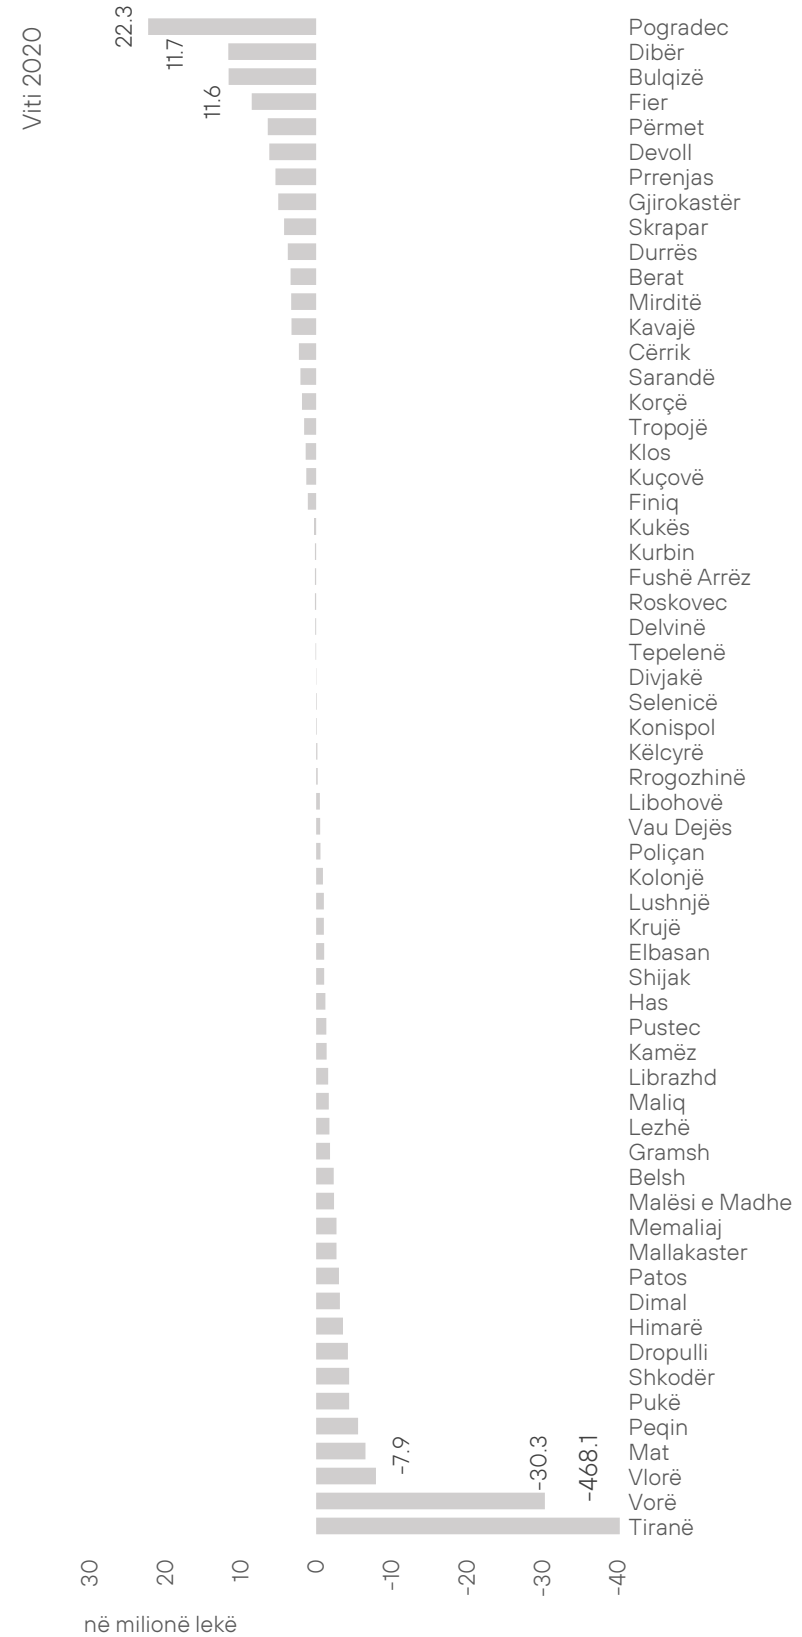 Viti 2020
22.3
11.7
11.6
Pogradec
Dibër
Bulqizë
Fier
Përmet
Devoll
Prrenjas
Gjirokastër
Skrapar
Durrës
Berat
Mirditë
Kavajë
Cërrik
Sarandë
Korçë
Tropojë
Klos
Kuçovë
Finiq
Kukës
Kurbin
Fushë Arrëz
Roskovec
Delvinë
Tepelenë
Divjakë
Selenicë
Konispol
Këlcyrë
Rrogozhinë
Libohovë
Vau Dejës
Poliçan
Kolonjë
Lushnjë
Krujë
Elbasan
Shijak
Has
Pustec
Kamëz
Librazhd
Maliq
Lezhë
Gramsh
Belsh
Malësi e Madhe
Memaliaj
Mallakaster
Patos
Dimal
Himarë
Dropulli
Shkodër
Pukë
Peqin
Mat
Vlorë
Vorë
Tiranë
-7.9
-30.3
-468.1
30
20
10
0
-10
-20
-30
-40
në milionë lekë